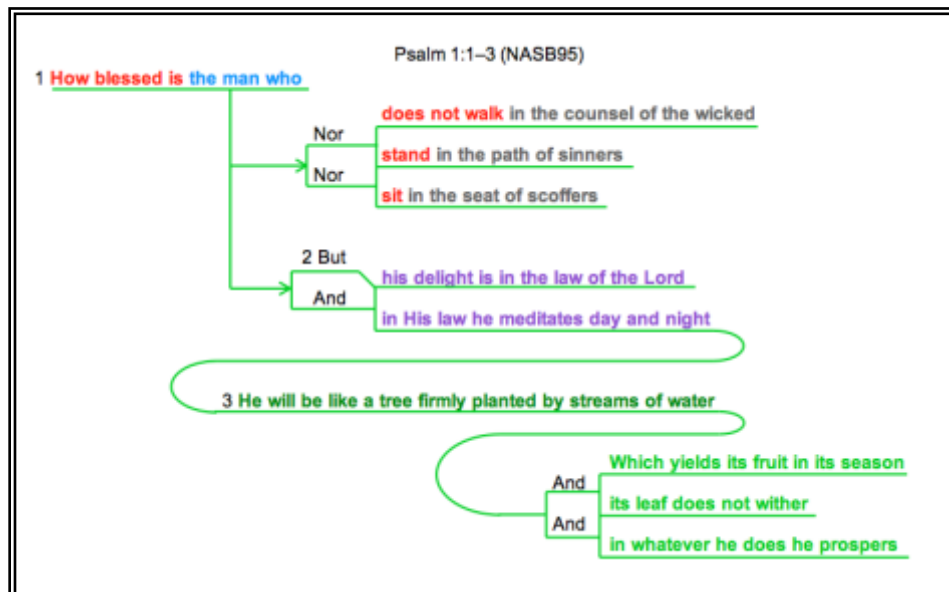 Psalm 1:1–3 (NASB95)
1 How blessed is the man who
does not walk in the counsel of the wicked
Nor
stand in the path of sinners
Nor
sit in the seat of scoffers
2 But
his delight is in the law of the Lord
And
in His law he meditates day and night
3 He will be like a tree firmly planted by streams of water
Which yields its fruit in its season
And
its leaf does not wither
And
in whatever he does he prospers